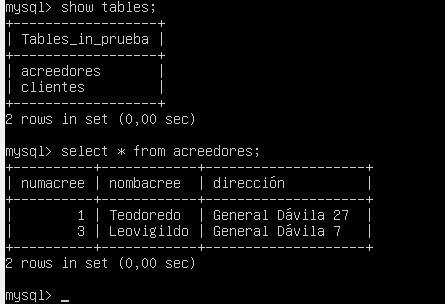 mysql> show tables;
+------------------+
| Tables_in_prueba |
+------------------+
| acreedores       |
| clientes         |
+------------------+
2 rows in set (0,00 sec)

mysql> select * from acreedores;
+----------+------------+-------------------+
| numacree | nombacree  | dirección         |
+----------+------------+-------------------+
|        1 | Teodoredo  | General Dávila 27 |
|        3 | Leovigildo | General Dávila 7  |
+----------+------------+-------------------+
2 rows in set (0,00 sec)

mysql> _